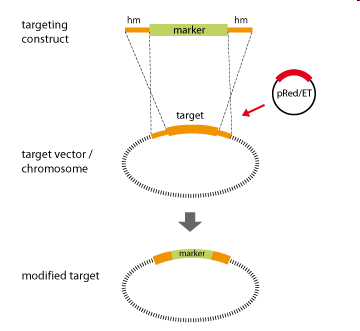 targeting
construct
hm
marker
hm
pRed/ET
target
target vector /
chromosome
marker
modified target